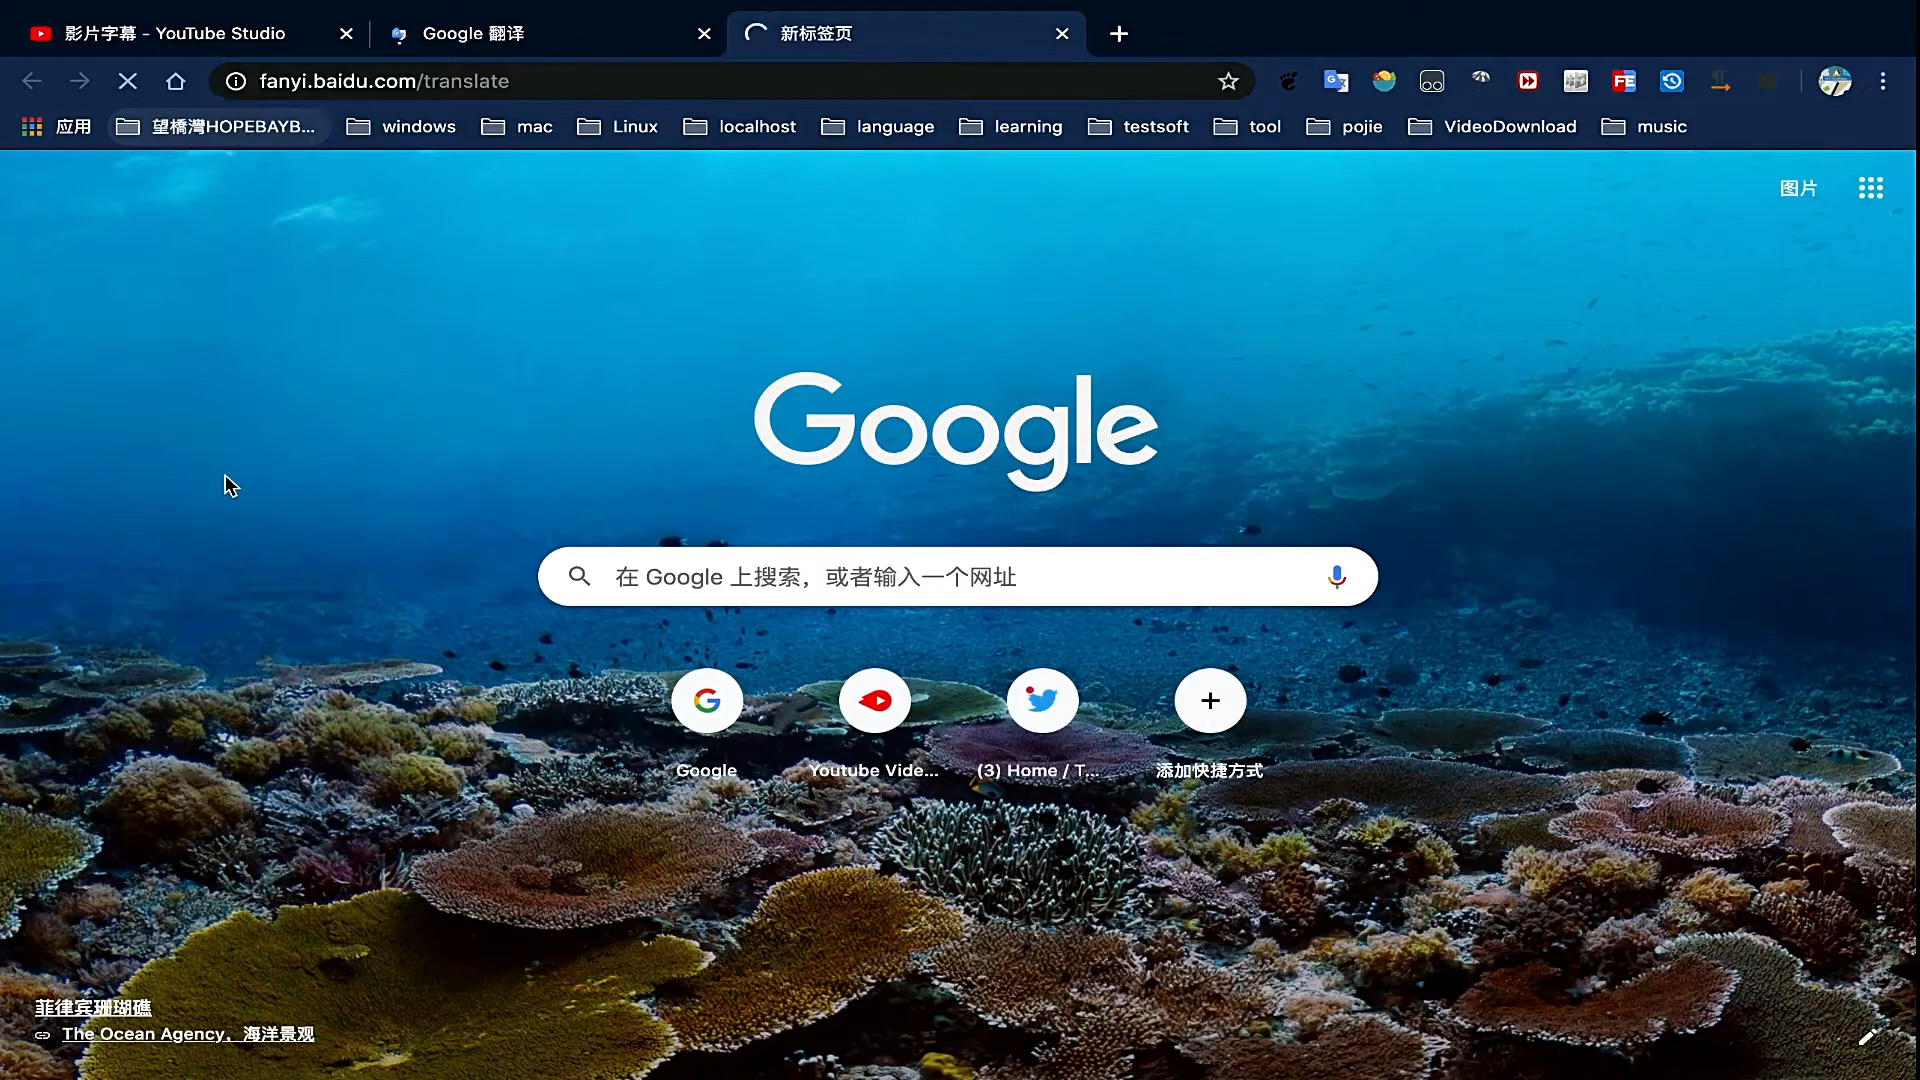 影片字幕 - YouTube Studio
Google 翻译
新标签页
fanyi.baidu.com/translate
应用
望橋灣HOPEBAYB...
windows
mac
Linux
localhost
language
learning
testsoft
tool
pojie
VideoDownload
music
图片
Google
在 Google 上搜索，或者输入一个网址
Google
Youtube Vide...
(3) Home / T...
添加快捷方式
菲律宾珊瑚礁
The Ocean Agency，海洋景观